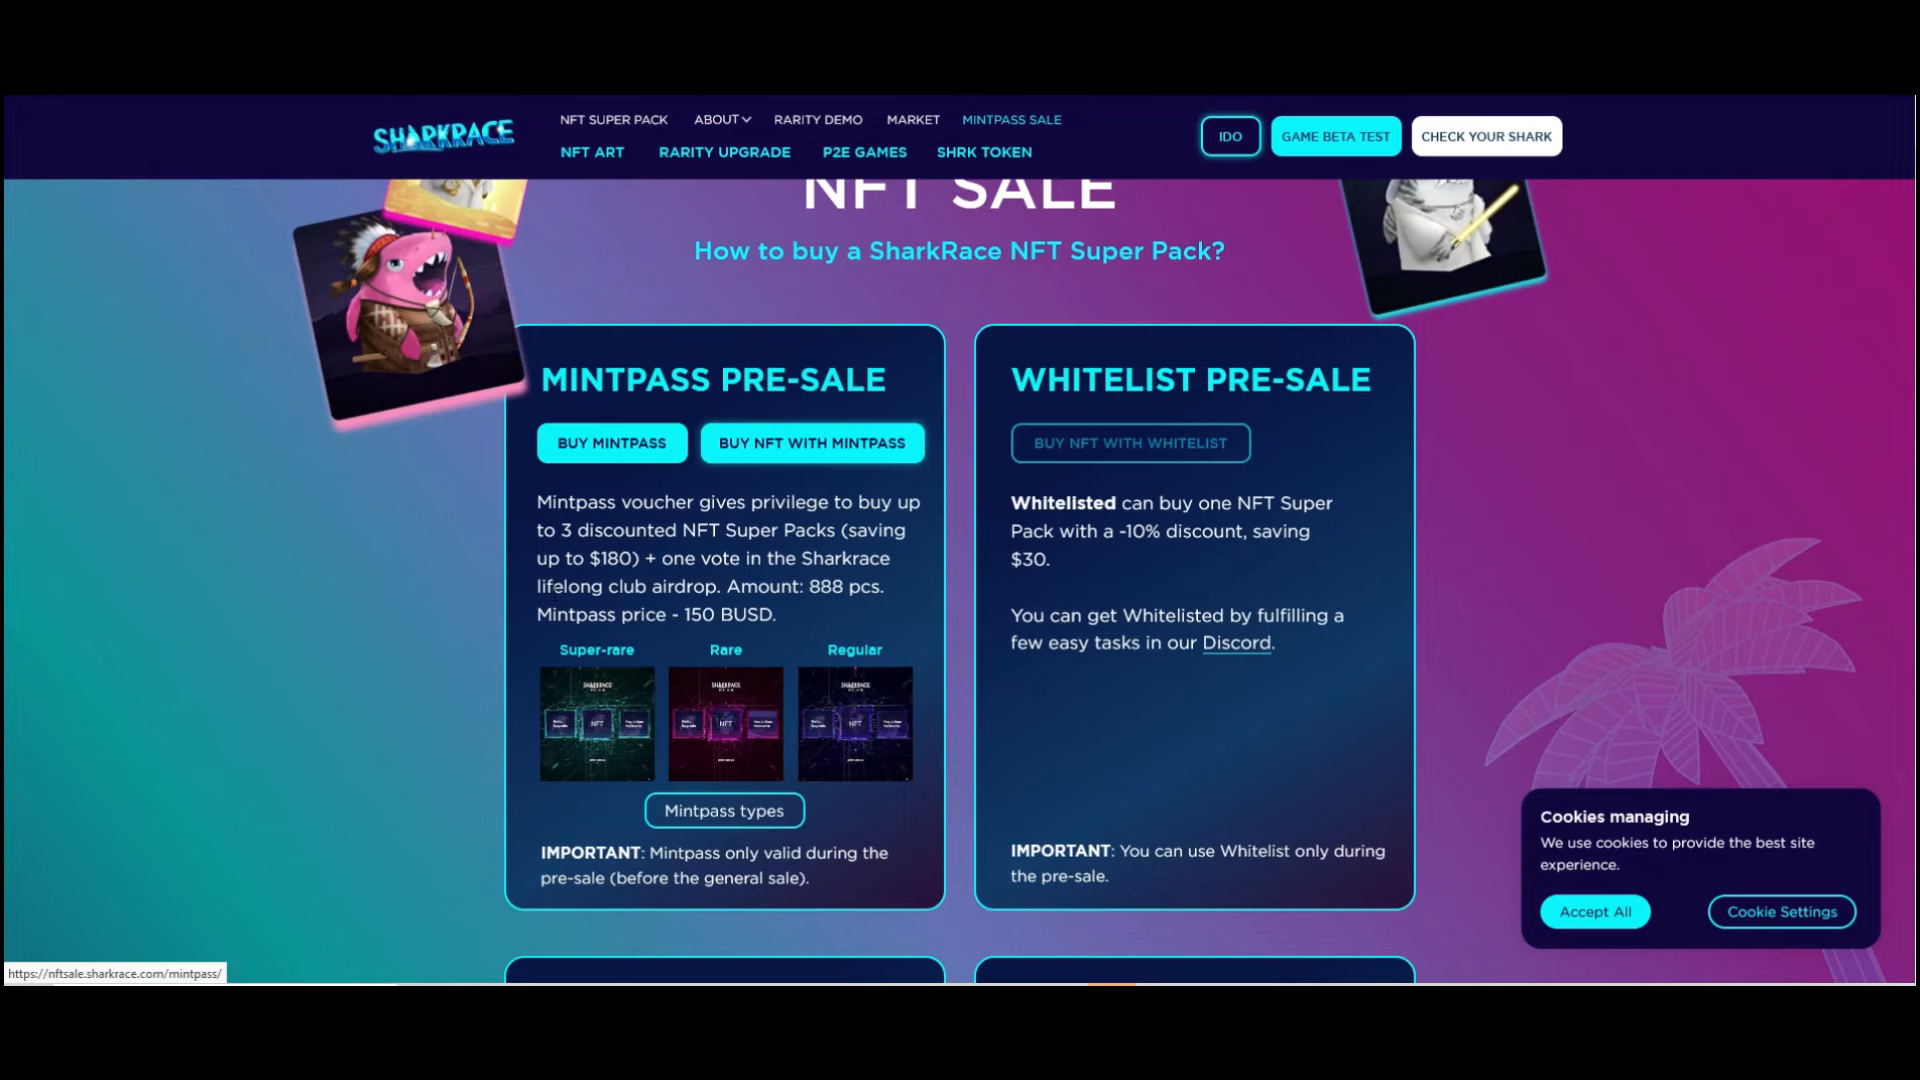 SHARKRACE
NFT SUPER PACK
ABOUT
RARITY DEMO
MARKET
MINTPASS SALE
NFT ART
RARITY UPGRADE
P2E GAMES
SHRK TOKEN
IDO
GAME BETA TEST
CHECK YOUR SHARK
NFT SALE
How to buy a SharkRace NFT Super Pack?
MINTPASS PRE-SALE
BUY MINTPASS
BUY NFT WITH MINTPASS
Mintpass voucher gives privilege to buy up
to 3 discounted NFT Super Packs (saving
up to $180) + one vote in the Sharkrace
lifelong club airdrop. Amount: 888 pcs.
Mintpass price - 150 BUSD.
Super-rare
Rare
Regular
SHARKRACE
NFT
SHARKRACE
NFT
SHARKRACE
NFT
Mintpass types
IMPORTANT: Mintpass only valid during the
pre-sale (before the general sale).
WHITELIST PRE-SALE
BUY NFT WITH WHITELIST
Whitelisted can buy one NFT Super
Pack with a -10% discount, saving
$30.
You can get Whitelisted by fulfilling a
few easy tasks in our Discord.
IMPORTANT: You can use Whitelist only during
the pre-sale.
Cookies managing
We use cookies to provide the best site
experience.
Accept All
Cookie Settings
https://nftsale.sharkrace.com/mintpass/